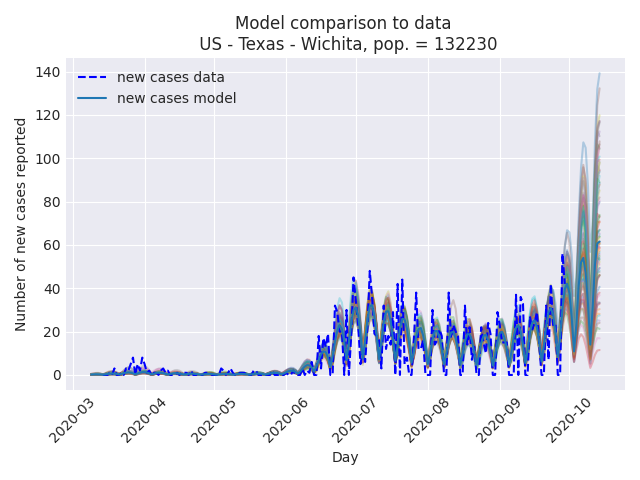 Model comparison to data
US - Texas - Wichita, pop. = 132230
new cases data
new cases model
Number of new cases reported
140
120
100
80
60
40
20
0
2020-03
2020-04
2020-05
2020-06
2020-07
2020-08
2020-09
2020-10
Day